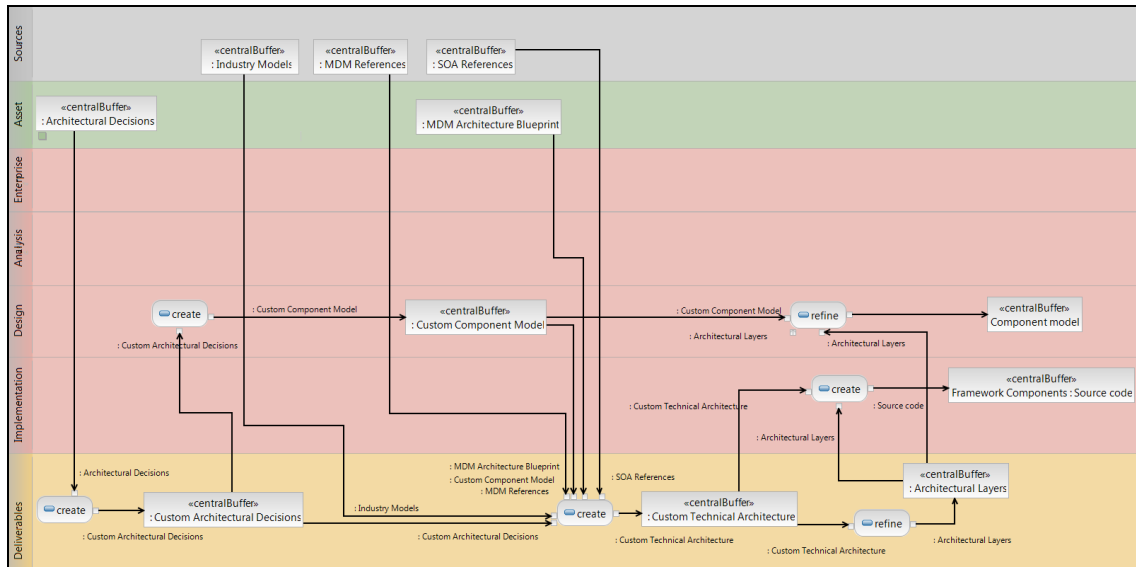 Sources
«centralBuffer»
: Industry Models
«centralBuffer»
: MDM References
«centralBuffer»
: SOA References
Asset
«centralBuffer»
: Architectural Decisions
«centralBuffer»
: MDM Architecture Blueprint
Enterprise
Analysis
Design
create
: Custom Component Model
«centralBuffer»
: Custom Component Model
: Custom Component Model
refine
«centralBuffer»
Component model
: Custom Architectural Decisions
: Architectural Layers
: Architectural Layers
Implementation
create
«centralBuffer»
Framework Components : Source code
: Custom Technical Architecture
: Source code
: Architectural Layers
Deliverables
: Architectural Decisions
: MDM Architecture Blueprint
: Custom Component Model
: MDM References
: SOA References
«centralBuffer»
: Architectural Layers
create
«centralBuffer»
: Custom Architectural Decisions
: Industry Models
create
«centralBuffer»
: Custom Technical Architecture
refine
: Custom Architectural Decisions
: Custom Architectural Decisions
: Custom Technical Architecture
: Custom Technical Architecture
: Architectural Layers